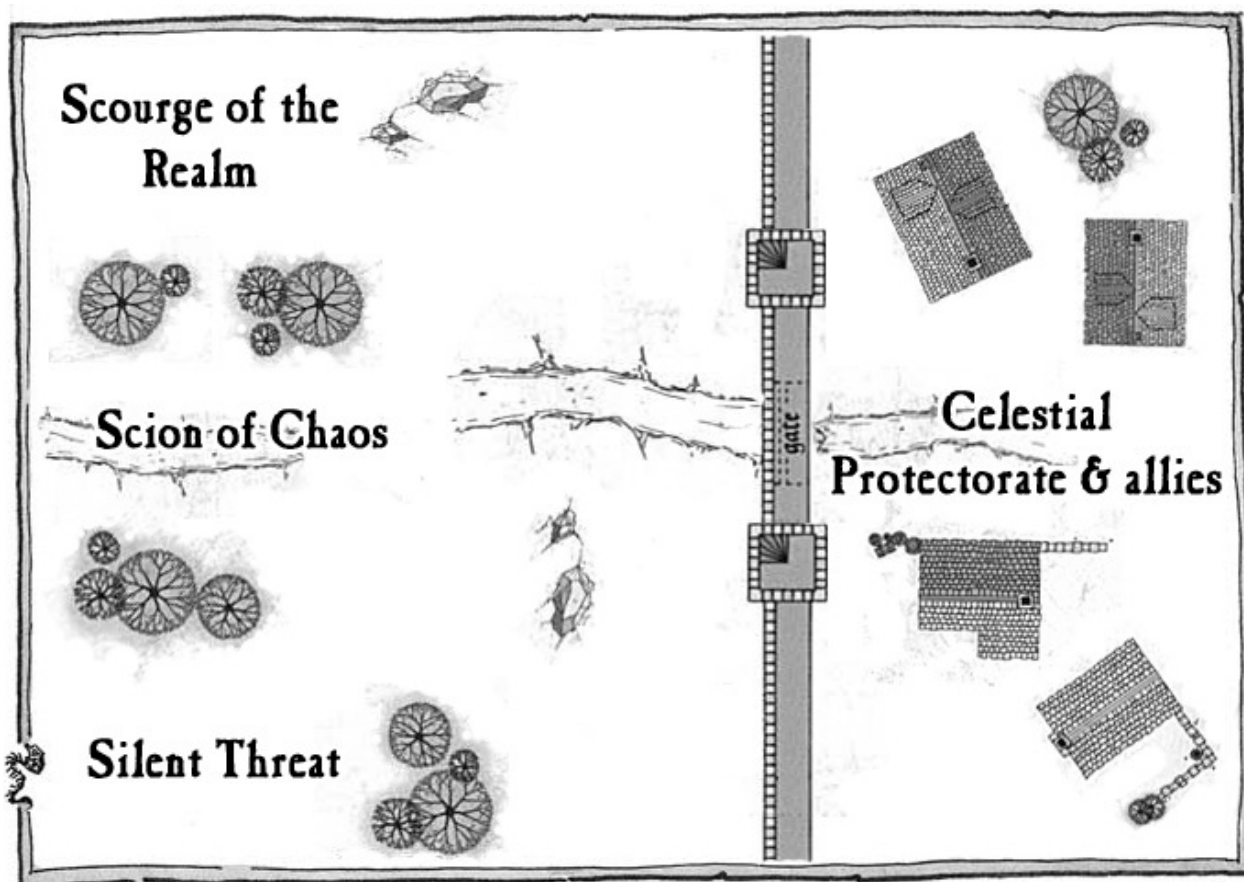 Scourge of the
Realm
Scion of Chaos
gate
Celestial
Protectorate & allies
Silent Threat